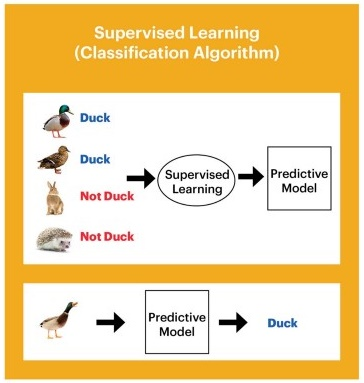 Supervised Learning
(Classification Algorithm)
Duck
Duck
Not Duck
Not Duck
Supervised
Learning
Predictive
Model
Predictive
Model
Duck